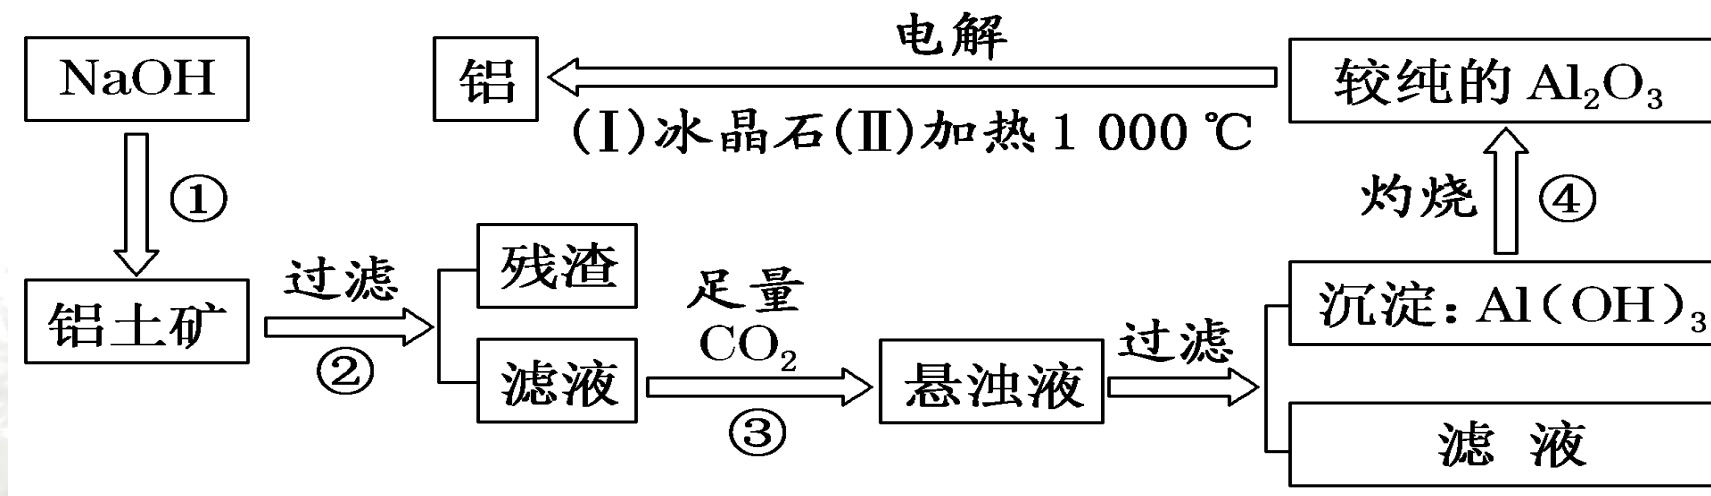 NaOH
铝
电解
(Ⅰ)冰晶石(Ⅱ)加热1 000 ℃
较纯的 Al₂O₃
①
灼烧
④
铝土矿
过滤
②
残渣
滤液
足量
CO₂
③
悬浊液
过滤
沉淀：Al(OH)₃
滤 液